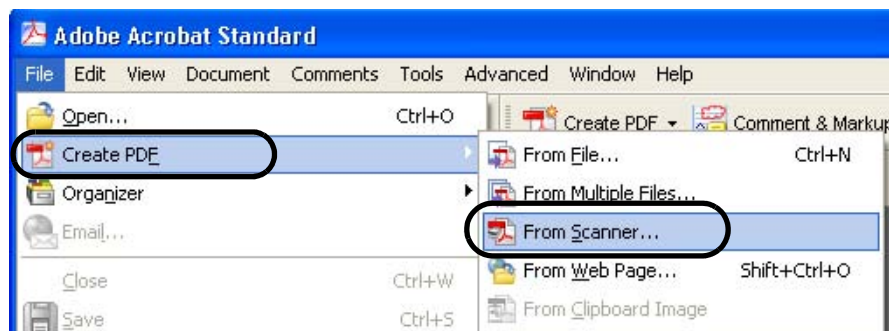 Adobe Acrobat Standard
File Edit View Document Comments Tools Advanced Window Help
Open... Ctrl+O
Create PDF Comment & Markup
Create PDF
From File... Ctrl+N
Organizer
From Multiple Files...
Email...
From Scanner...
Close Ctrl+W
From Web Page... Shift+Ctrl+O
Save Ctrl+S
From Clipboard Image